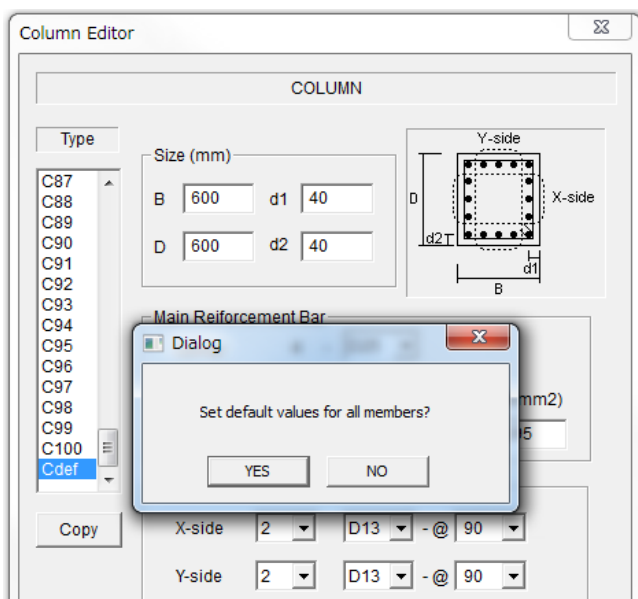 Column Editor
COLUMN
Type
C87
C88
C89
C90
C91
C92
C93
C94
C95
C96
C97
C98
C99
C100
Cdef
Copy
Size (mm)
B 600 d1 40
D 600 d2 40
Y-side
D
X-side
d2
d1
B
Main Reiforcement Bar
Dialog
Set default values for all members?
YES NO
mm2)
X-side 2 D13 - @ 90
Y-side 2 D13 - @ 90